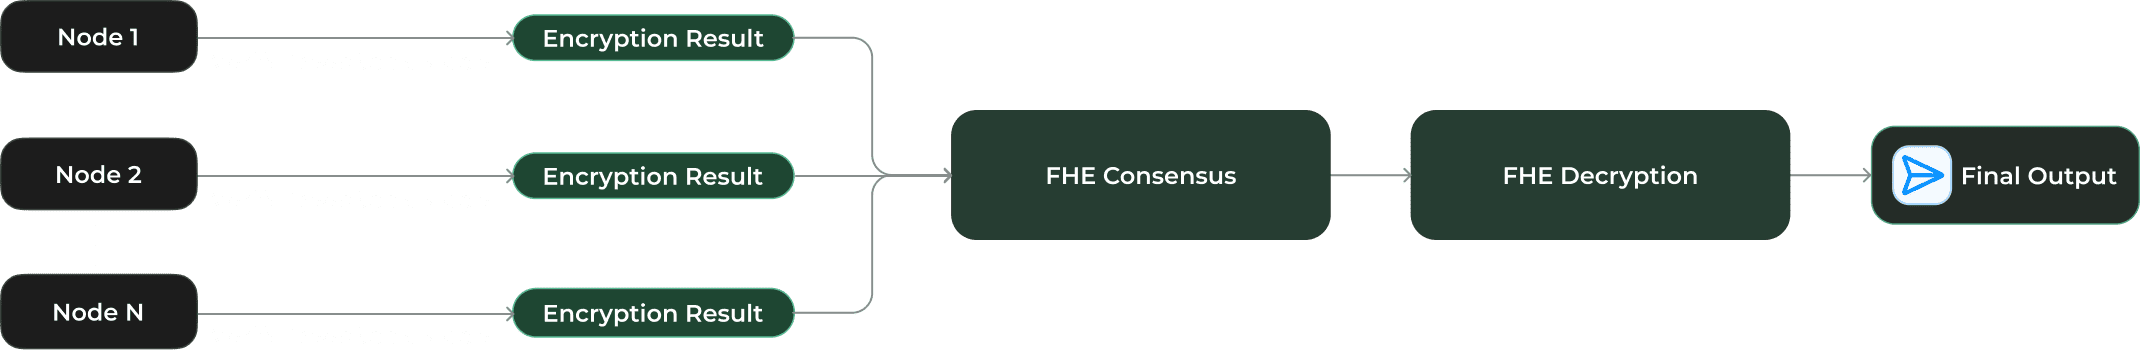 Node 1
Encryption Result
Node 2
Encryption Result
Node N
Encryption Result
FHE Consensus
FHE Decryption
Final Output